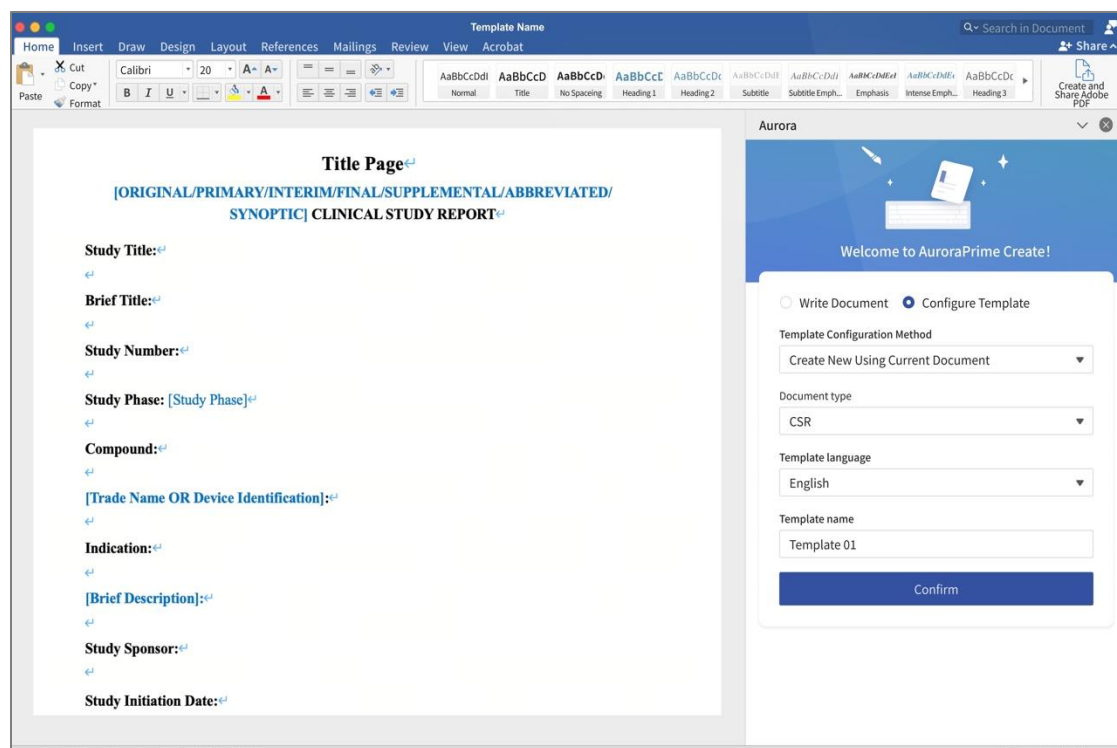 Template Name
Search in Document
Home Insert Draw Design Layout References Mailings Review View Acrobat
Share
Paste
Cut
Copy
Format
Calibri 20 A A
B I U A
AaBbCcDdI AaBbCcD AaBbCcD AaBbCcD AaBbCcDc AaBbCcDdE AaBbCcDdI AaBbCcDdEeI AaBbCcDdEe AaBbCcDc
Normal Title No Spaceing Heading 1 Heading 2 Subtitle Subtitle Emph... Emphasis Intense Emph... Heading 3
Create and
Share Adobe
PDF
Title Page
[ORIGINAL/PRIMARY/INTERIM/FINAL/SUPPLEMENTAL/ABBREVIATED/
SYNOPTIC] CLINICAL STUDY REPORT
Study Title:
Brief Title:
Study Number:
Study Phase: [Study Phase]
Compound:
[Trade Name OR Device Identification]:
Indication:
[Brief Description]:
Study Sponsor:
Study Initiation Date:
Aurora
Welcome to AuroraPrime Create!
Write Document Configure Template
Template Configuration Method
Create New Using Current Document
Document type
CSR
Template language
English
Template name
Template 01
Confirm